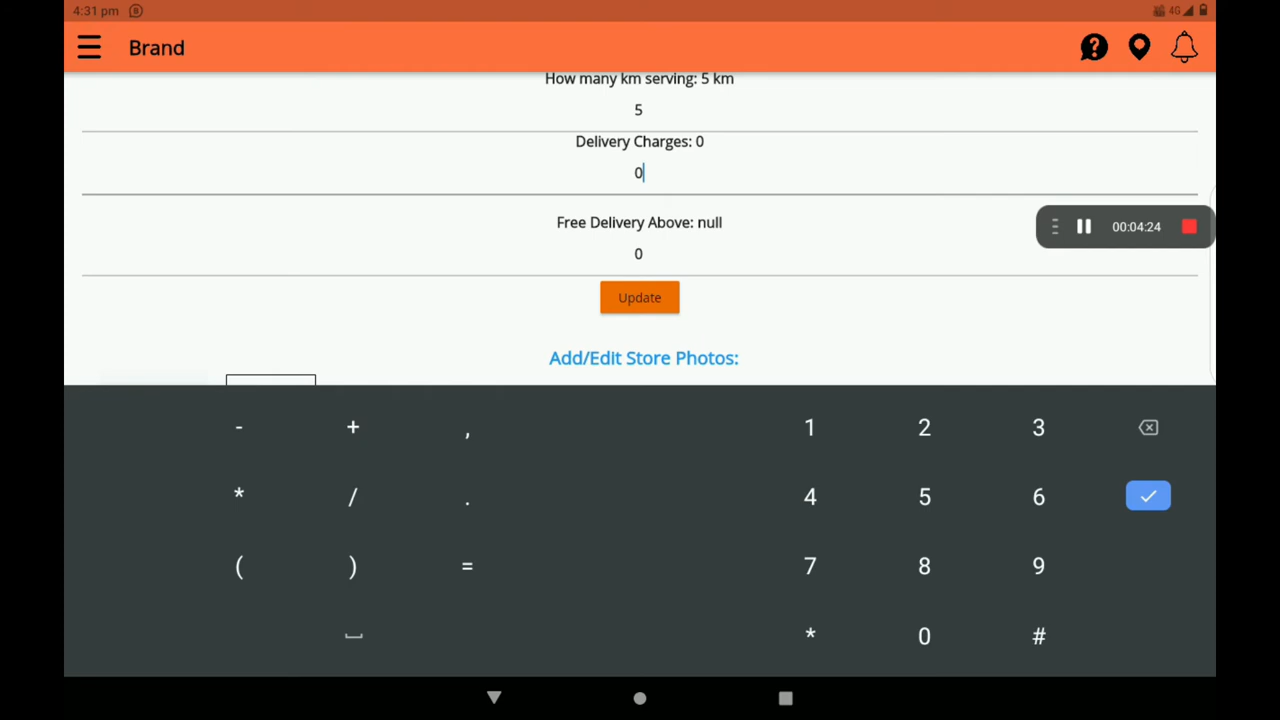 4:31 pm
4G
Brand
How many km serving: 5 km
5
Delivery Charges: 0
0
Free Delivery Above: null
0
00:04:24
Update
Add/Edit Store Photos:
- + , 1 2 3
* / . 4 5 6
( ) = 7 8 9
* 0 #